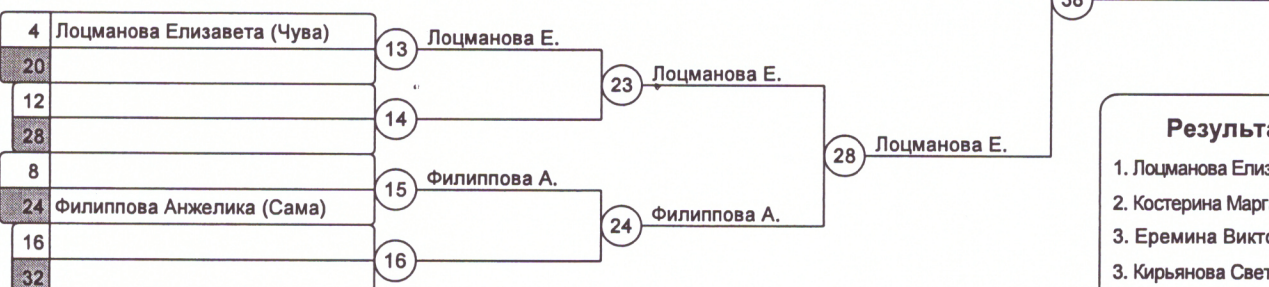 38
4 Лоцманова Елизавета (Чува)
13 Лоцманова Е.
20
23 Лоцманова Е.
12
14
28
28 Лоцманова Е.
8
15 Филиппова А.
24 Филиппова Анжелика (Сама)
24 Филиппова А.
16
16
32
Результа
1. Лоцманова Елиз
2. Костерина Марг
3. Еремина Викто
3. Кирьянова Свет